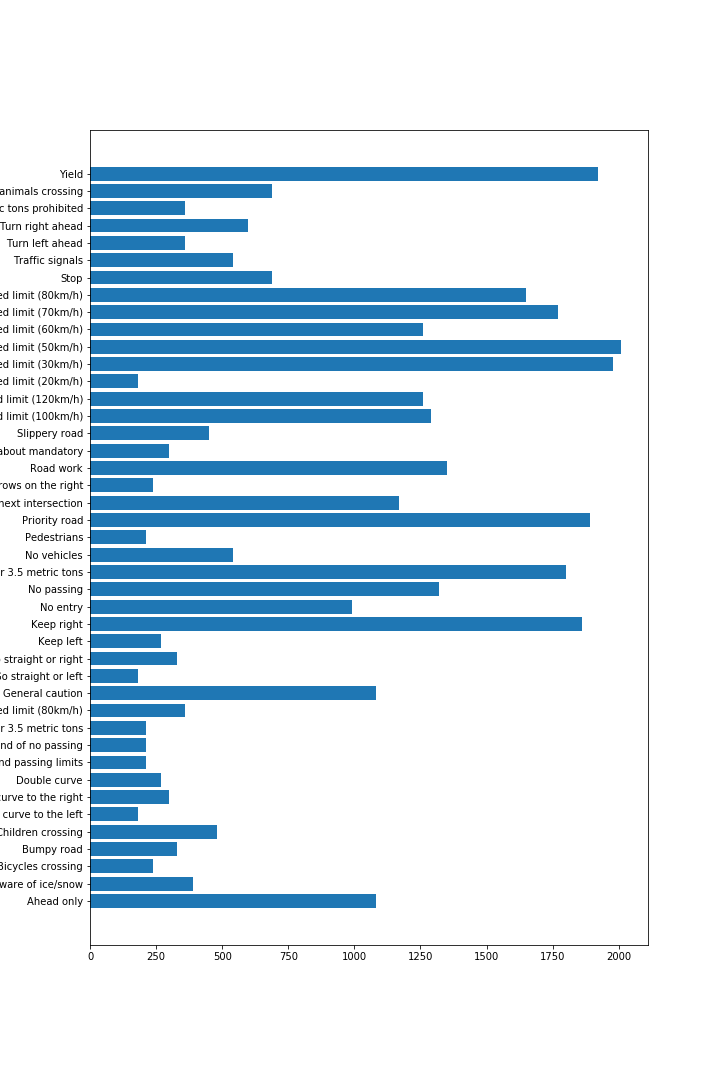 Yield
animals crossing
c tons prohibited
Turn right ahead
Turn left ahead
Traffic signals
Stop
ed limit (80km/h)
ed limit (70km/h)
ed limit (60km/h)
ed limit (50km/h)
ed limit (30km/h)
ed limit (20km/h)
d limit (120km/h)
d limit (100km/h)
Slippery road
about mandatory
Road work
rows on the right
next intersection
Priority road
Pedestrians
No vehicles
r 3.5 metric tons
No passing
No entry
Keep right
Keep left
straight or right
Go straight or left
General caution
ed limit (80km/h)
r 3.5 metric tons
nd of no passing
nd passing limits
Double curve
curve to the right
curve to the left
Children crossing
Bumpy road
Bicycles crossing
ware of ice/snow
Ahead only
0 250 500 750 1000 1250 1500 1750 2000